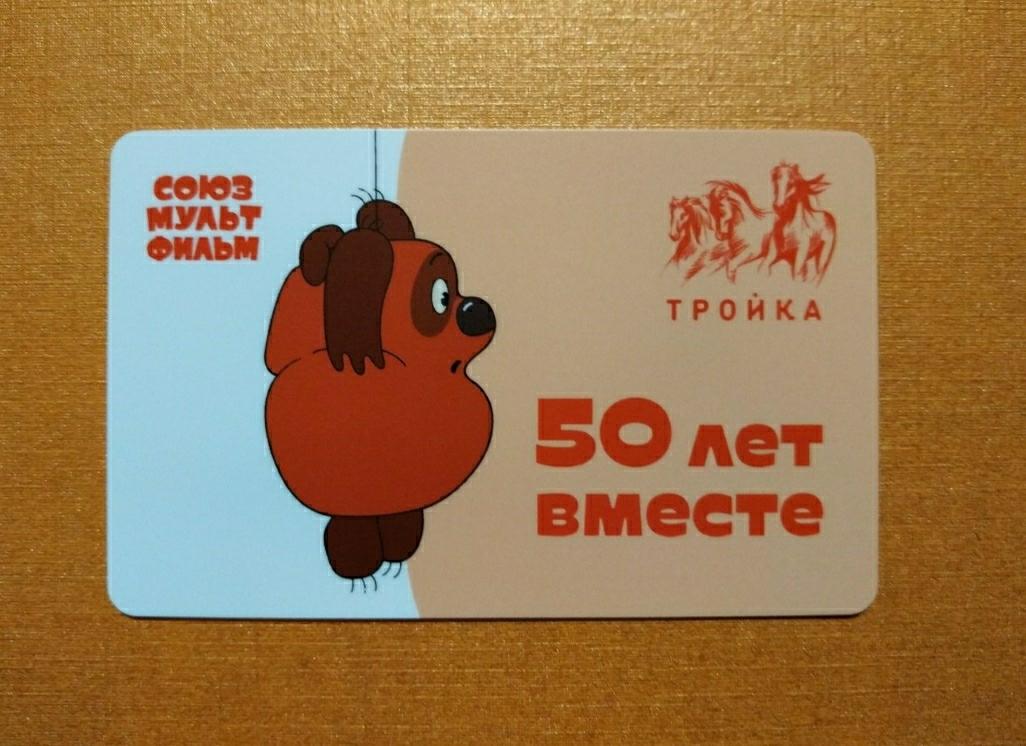 СОЮЗ
МУЛЬТ
ФИЛЬМ
ТРОЙКА
50 лет
вместе